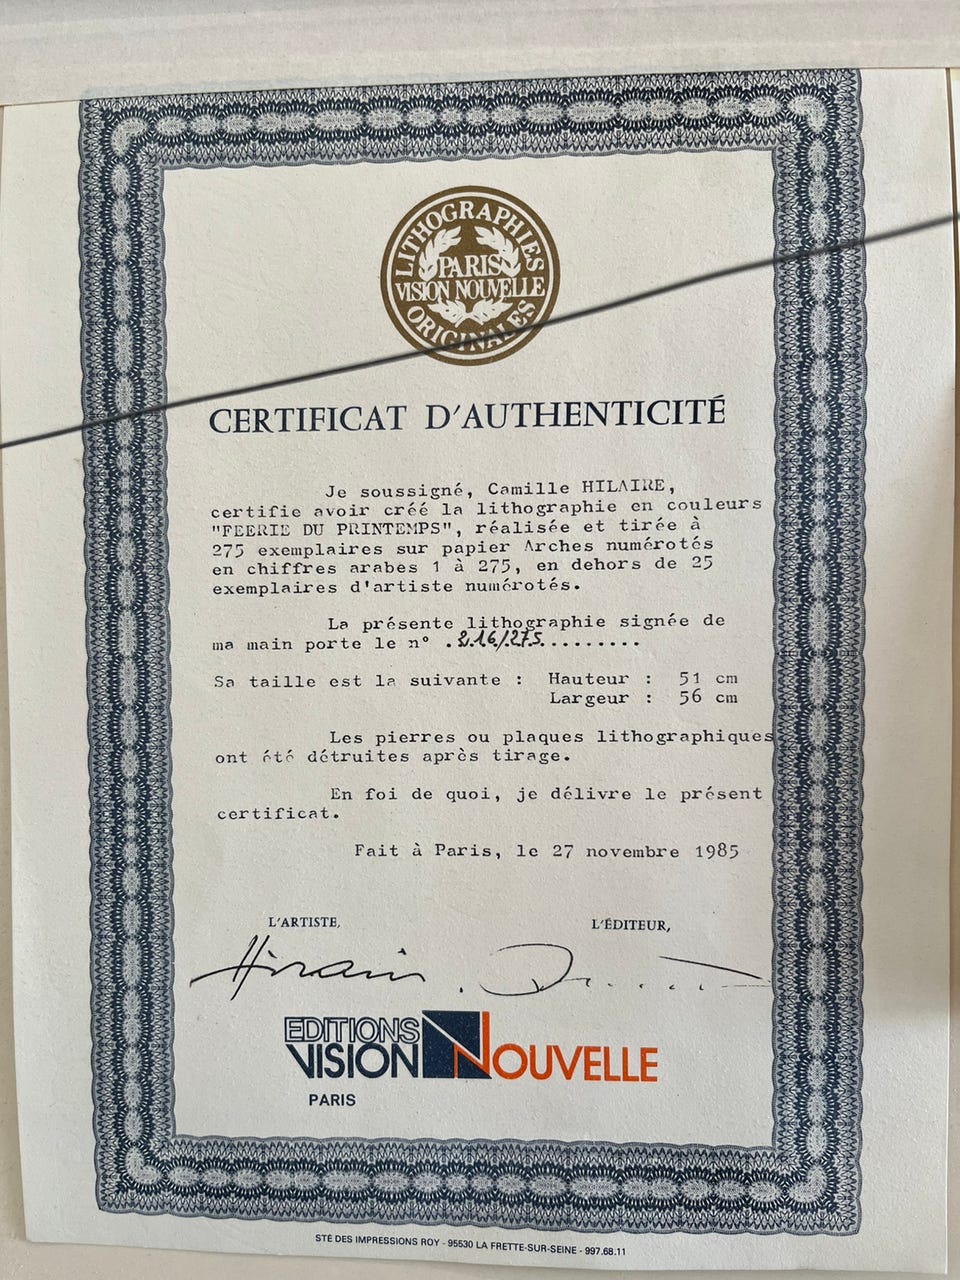 LITHOGRAPHIES
PARIS
VISION NOUVELLE
ORIGINALES
CERTIFICAT D'AUTHENTICITÉ
Je soussigné, Camille HILAIRE,
certifie avoir créé la lithographie en couleurs
"FEERIE DU PRINTEMPS", réalisée et tirée à
275 exemplaires sur papier Arches numérotés
en chiffres arabes 1 à 275, en dehors de 25
exemplaires d'artiste numérotés.
La présente lithographie signée de
ma main porte le n° .216/275.........
Sa taille est la suivante : Hauteur : 51 cm
Largeur : 56 cm
Les pierres ou plaques lithographiques
ont été détruites après tirage.
En foi de quoi, je délivre le présent
certificat.
Fait à Paris, le 27 novembre 1985
L'ARTISTE, L'ÉDITEUR,
EDITIONS
VISION NOUVELLE
PARIS
STÉ DES IMPRESSIONS ROY - 95530 LA FRETTE-SUR-SEINE - 997.68.11